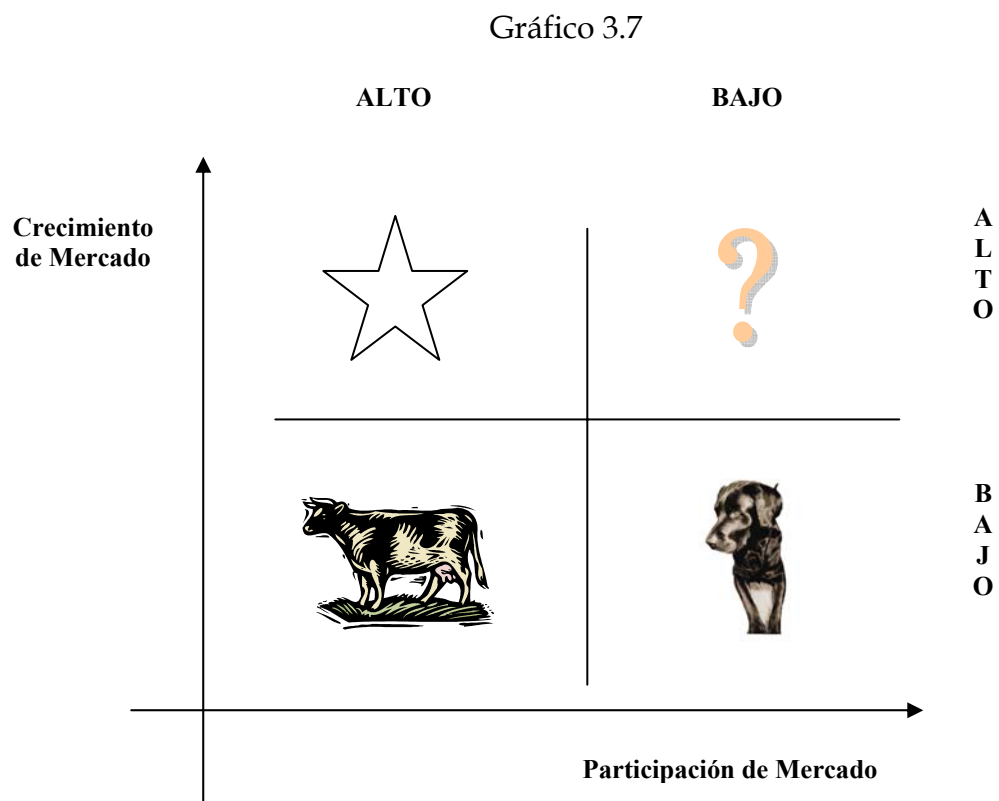 Gráfico 3.7
ALTO
BAJO
Crecimiento
de Mercado
A
L
T
O
?
B
A
J
O
Participación de Mercado